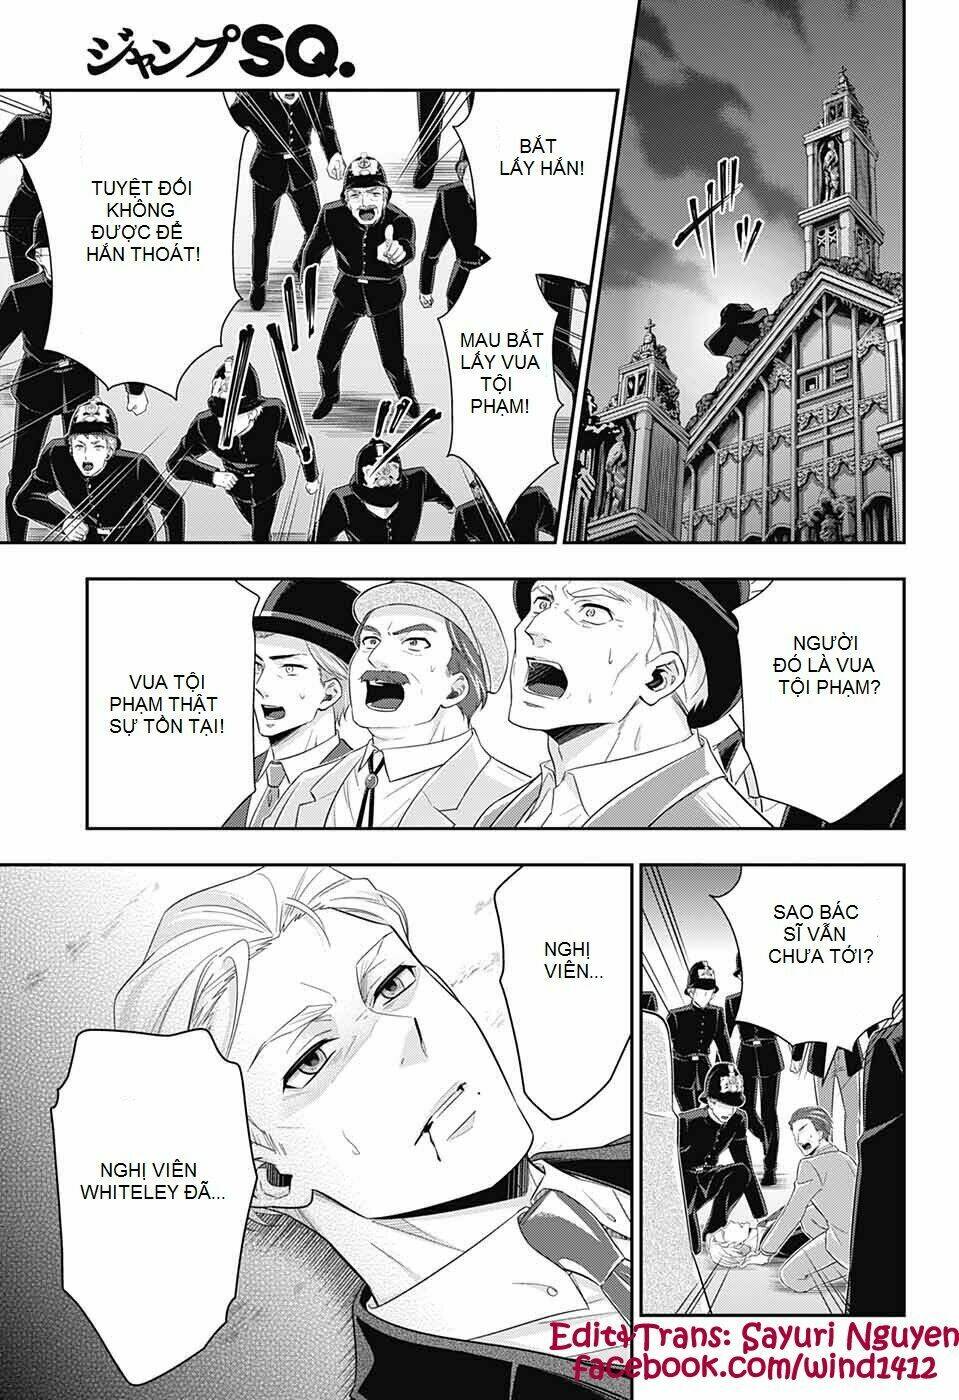 ジャンプSQ.
BẮT
LẤY HẮN!
TUYỆT ĐỐI
KHÔNG
ĐƯỢC ĐỂ
HẮN THOÁT!
MAU BẮT
LẤY VUA
TỘI
PHẠM!
NGƯỜI
ĐÓ LÀ VUA
TỘI PHẠM?
VUA TỘI
PHẠM THẬT
SỰ TỒN TẠI!
SAO BÁC
SĨ VẪN
CHƯA TỚI?
NGHỊ
VIÊN...
NGHỊ VIÊN
WHITELEY ĐÃ...
Edit&Trans: Sayuri Nguyen
facebook.com/wind1412